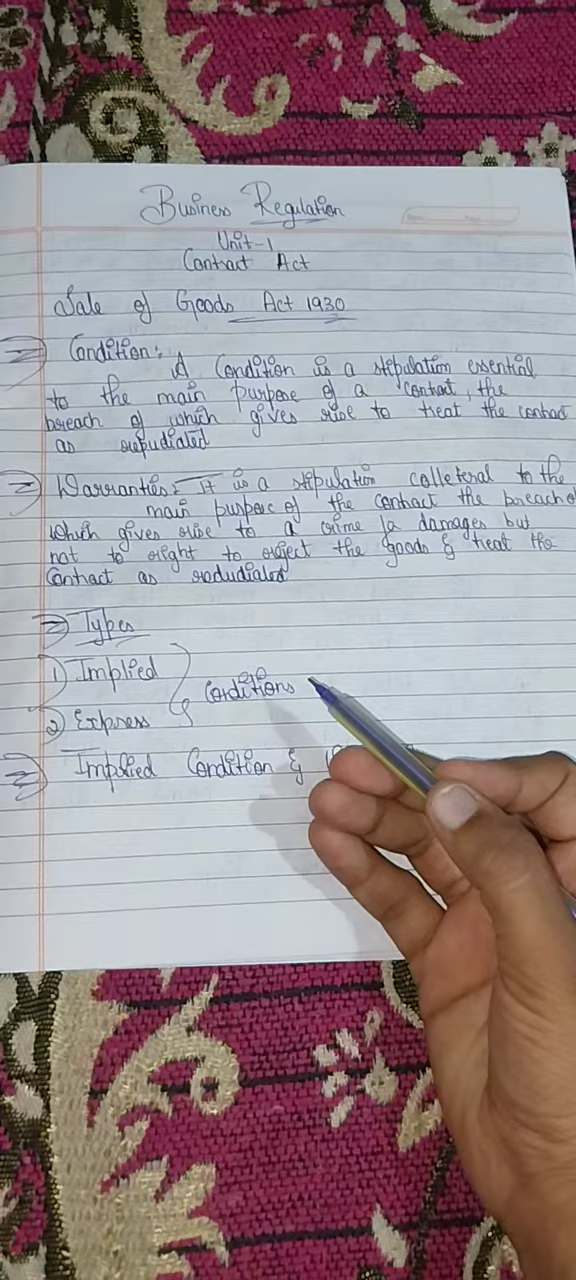 Business Regulation
Unit-1
Contract Act
Sale of Goods Act 1930
Condition:
A Condition is a stipulation essential
to the main purpose of a contract, the
breach of which gives rise to treat the contract
as repudiated
Warranties: It is a stipulation colleteral to the
main purpose of the contract the breach of
which gives rise to a crime for damages but
not to right to reject the goods & treat the
Contract as redudiated
Types
1) Implied
Conditions
2) Express
Implied Condition &